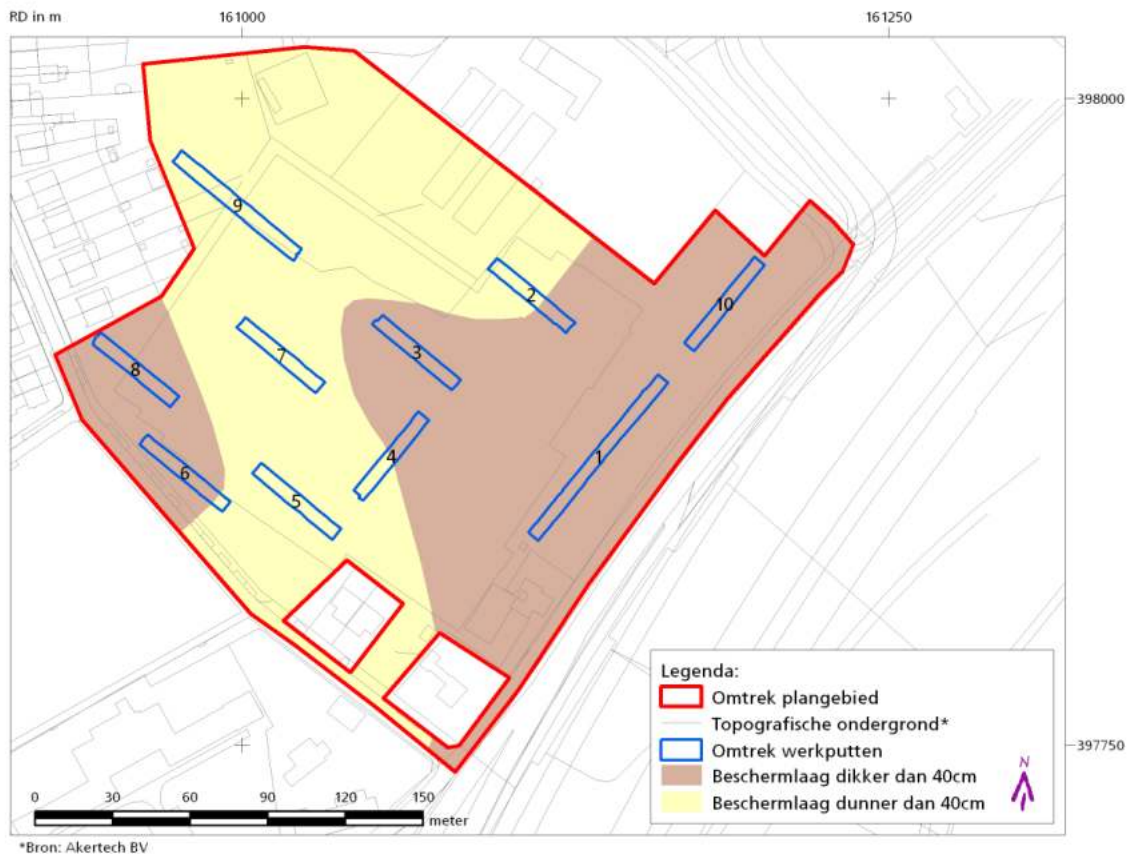 RD in m
161000
161250
398000
9
2
10
3
7
8
4
1
6
5
Legenda:
Omtrek plangebied
Topografische ondergrond*
Omtrek werkputten
397750
Beschermlaag dikker dan 40cm
N
Beschermlaag dunner dan 40cm
0 30 60 90 120 150
meter
*Bron: Akertech BV